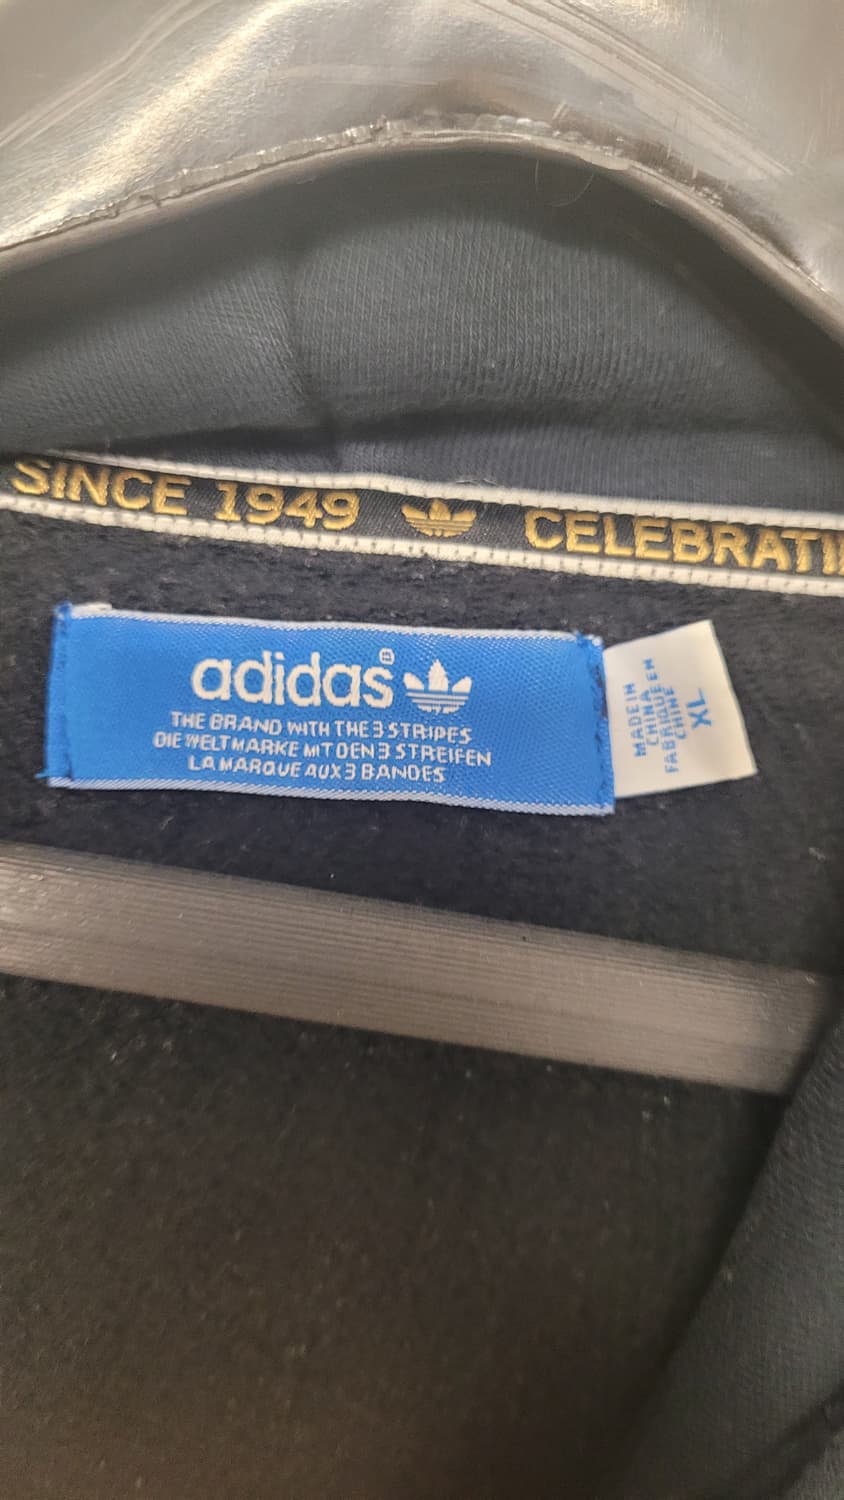 SINCE 1949 CELEBRATI
adidas®
THE BRAND WITH THE 3 STRIPES
DIE WELTMARKE MIT DEN 3 STREIFEN
LA MARQUE AUX 3 BANDES
MADE IN
CHINA
FABRIQUE EN
CHINE
XL